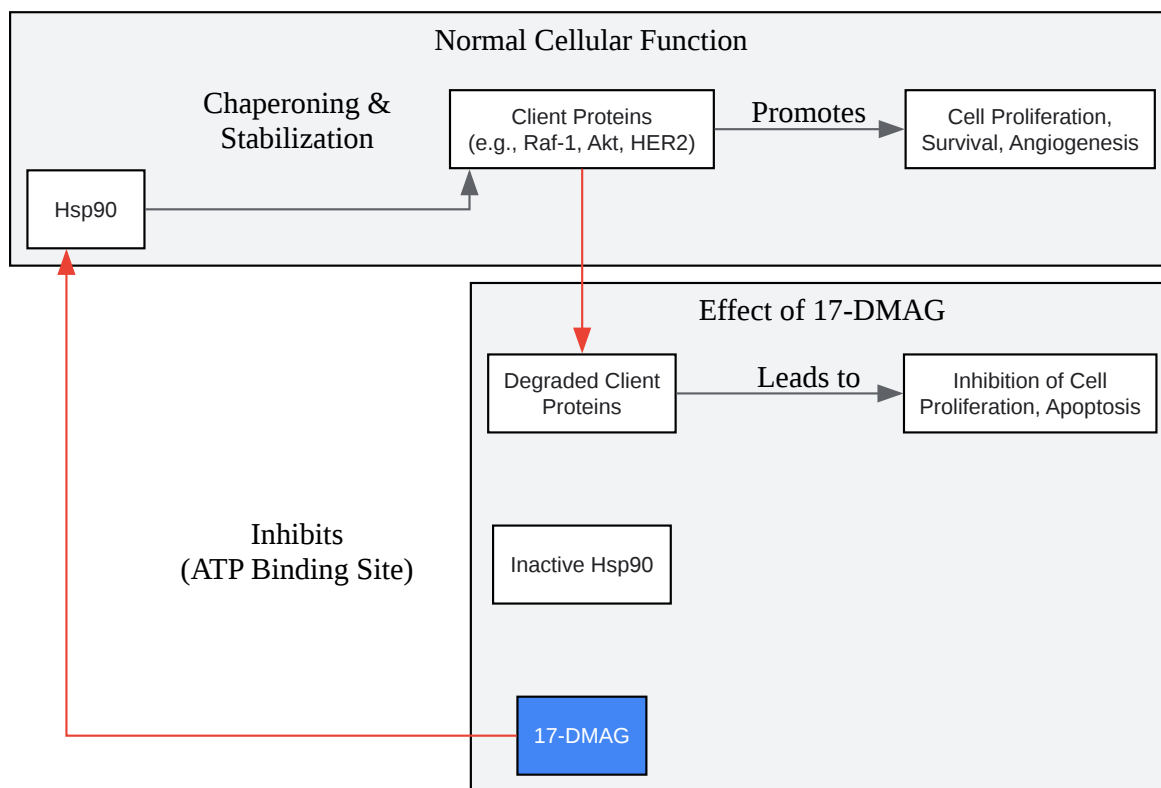 Normal Cellular Function
Chaperoning &
Stabilization
Client Proteins
(e.g., Raf-1, Akt, HER2)
Promotes
Cell Proliferation,
Survival, Angiogenesis
Hsp90
Effect of 17-DMAG
Degraded Client
Proteins
Leads to
Inhibition of Cell
Proliferation, Apoptosis
Inhibits
(ATP Binding Site)
Inactive Hsp90
17-DMAG